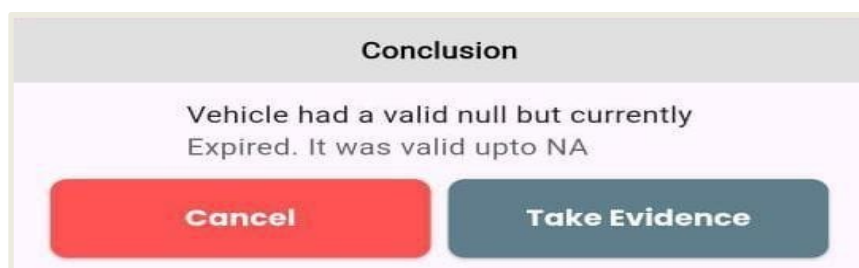 Conclusion
Vehicle had a valid null but currently
Expired. It was valid upto NA
Cancel
Take Evidence